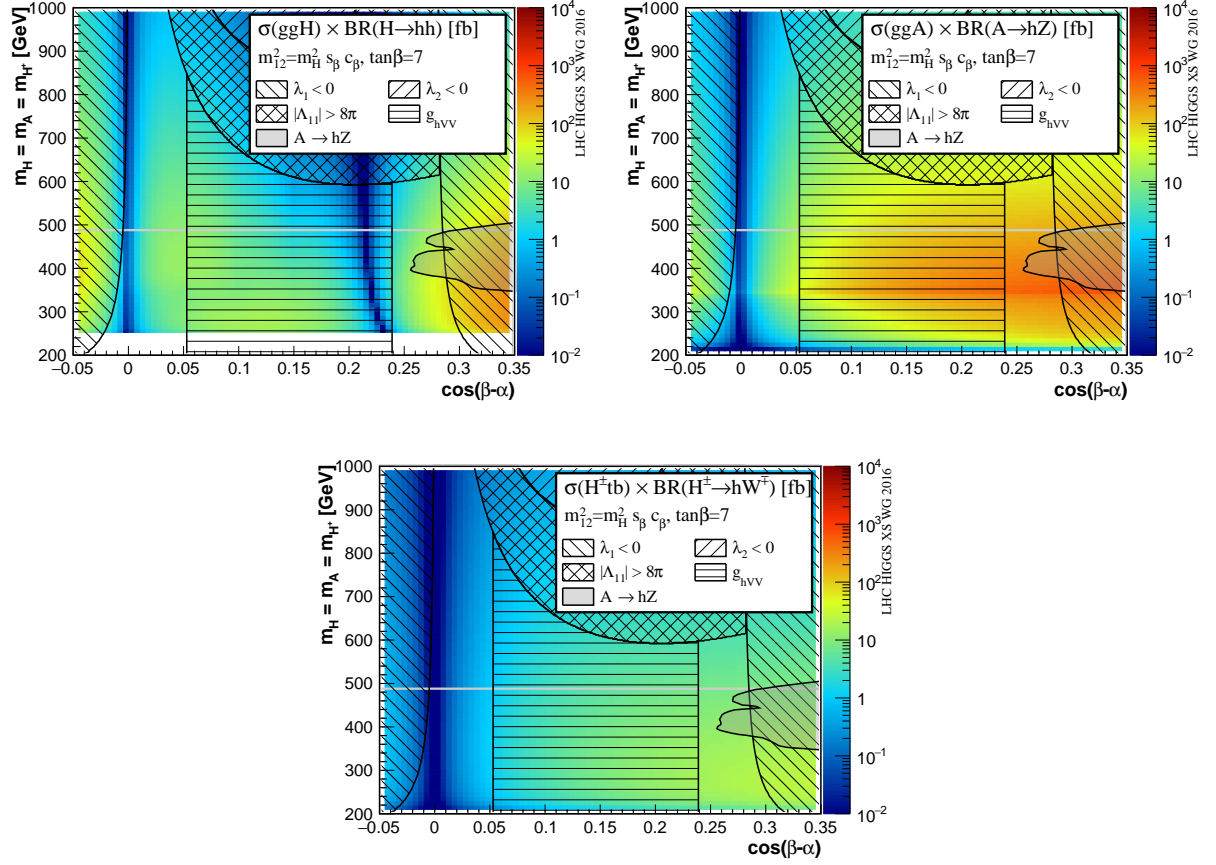 σ(ggH) × BR(H→hh) [fb]
m²₁₂=m²_H s_β c_β, tanβ=7
λ₁ < 0 λ₂ < 0
|Λ₁₁| > 8π g_hVV
A → hZ
m_H = m_A = m_H⁺ [GeV]
1000
900
800
700
600
500
400
300
200
−0.05 0 0.05 0.1 0.15 0.2 0.25 0.3 0.35
cos(β-α)
10⁴
10³
10²
10
1
10⁻¹
10⁻²
LHC HIGGS XS WG 2016
σ(ggA) × BR(A→hZ) [fb]
m²₁₂=m²_H s_β c_β, tanβ=7
λ₁ < 0 λ₂ < 0
|Λ₁₁| > 8π g_hVV
A → hZ
m_H = m_A = m_H⁺ [GeV]
1000
900
800
700
600
500
400
300
200
−0.05 0 0.05 0.1 0.15 0.2 0.25 0.3 0.35
cos(β-α)
10⁴
10³
10²
10
1
10⁻¹
10⁻²
LHC HIGGS XS WG 2016
σ(H±tb) × BR(H±→hW∓) [fb]
m²₁₂=m²_H s_β c_β, tanβ=7
λ₁ < 0 λ₂ < 0
|Λ₁₁| > 8π g_hVV
A → hZ
m_H = m_A = m_H⁺ [GeV]
1000
900
800
700
600
500
400
300
200
−0.05 0 0.05 0.1 0.15 0.2 0.25 0.3 0.35
cos(β-α)
10⁴
10³
10²
10
1
10⁻¹
10⁻²
LHC HIGGS XS WG 2016